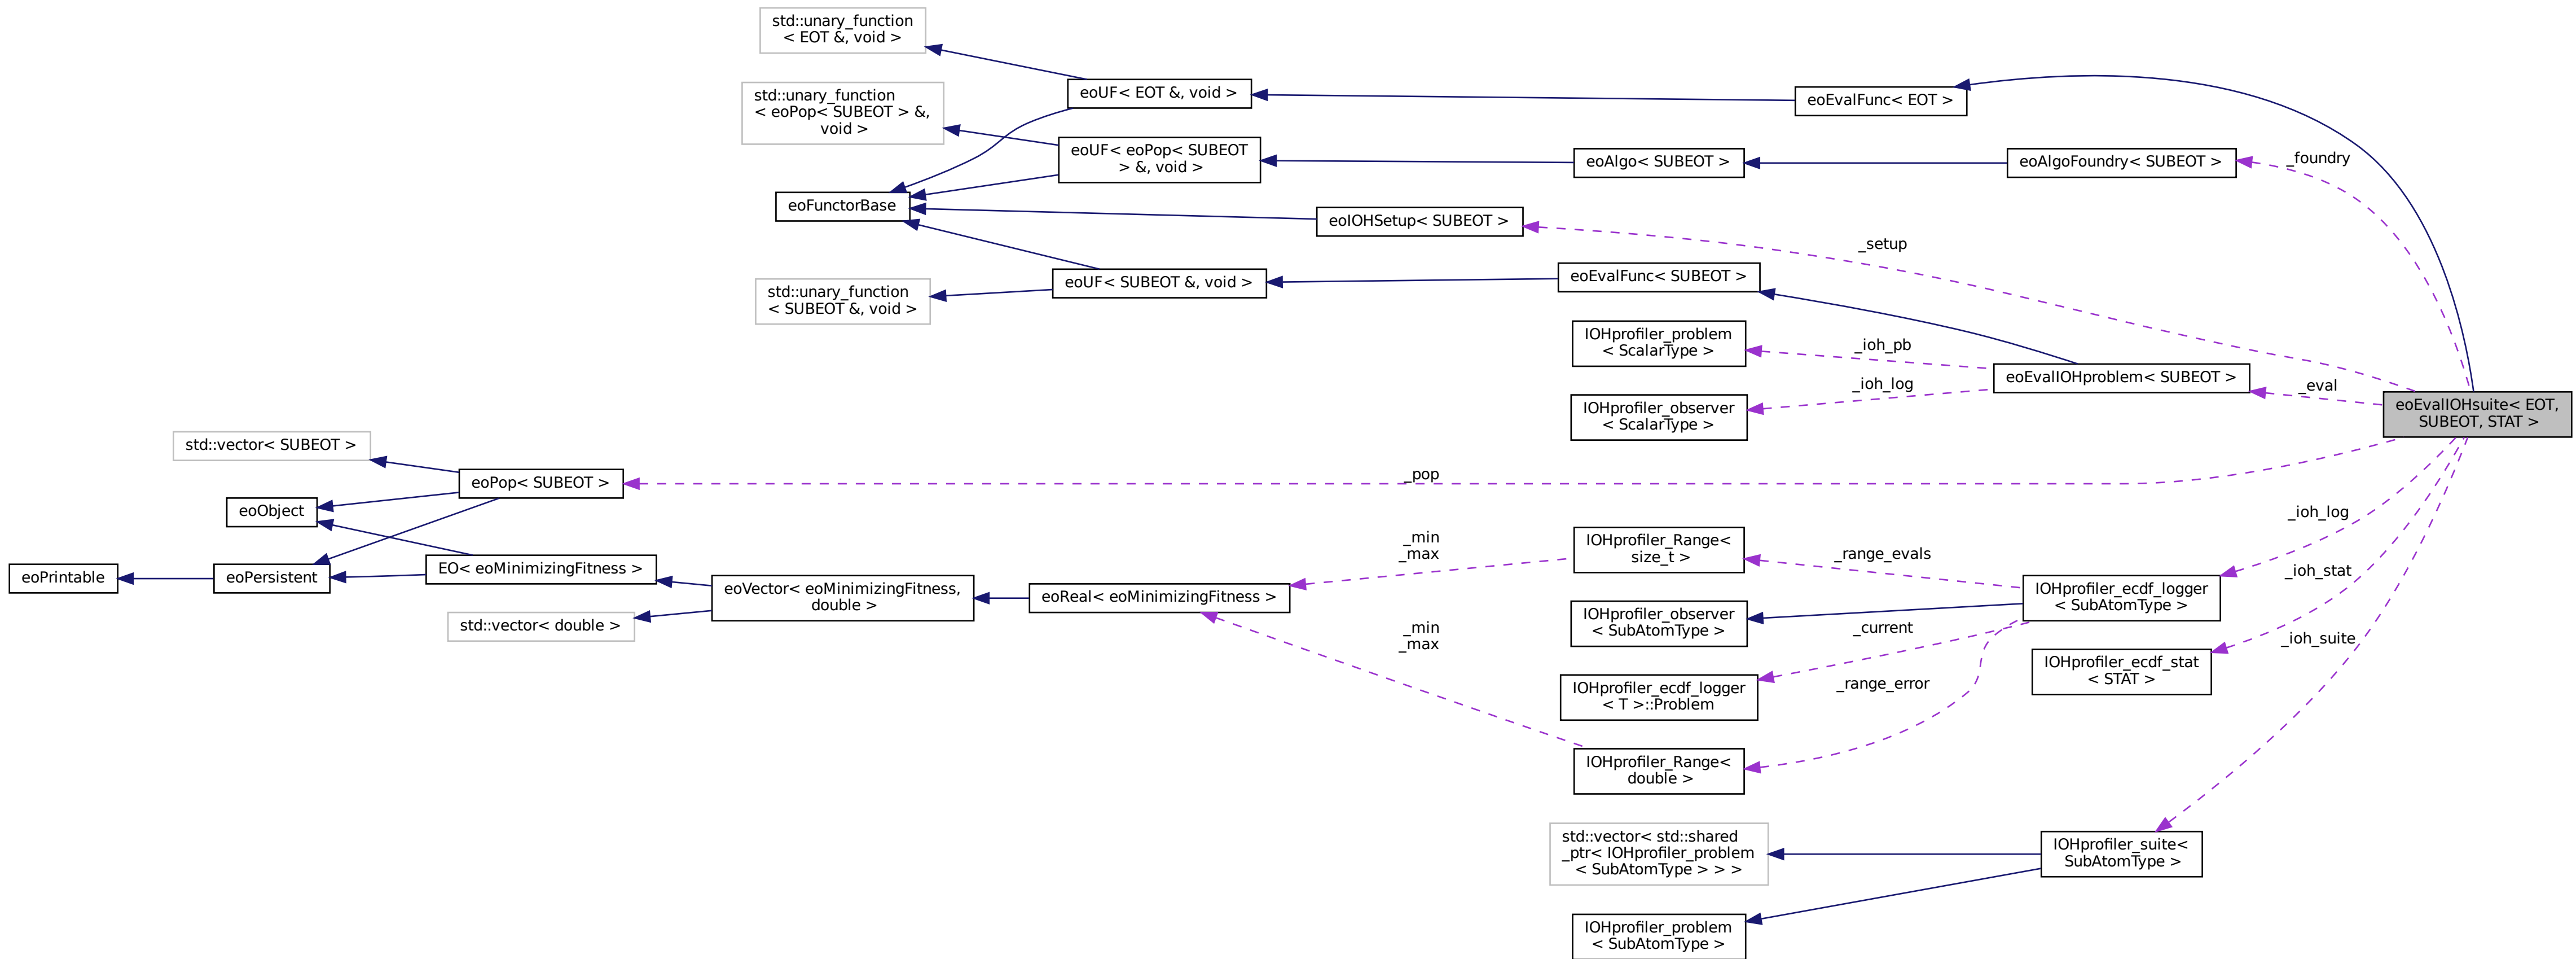 std::unary_function
< EOT &, void >
std::unary_function
< eoPop< SUBEOT > &,
void >
eoFunctorBase
std::unary_function
< SUBEOT &, void >
eoUF< EOT &, void >
eoUF< eoPop< SUBEOT
> &, void >
eoUF< SUBEOT &, void >
eoIOHSetup< SUBEOT >
eoEvalFunc< EOT >
eoAlgo< SUBEOT >
eoAlgoFoundry< SUBEOT >
_foundry
_setup
eoEvalFunc< SUBEOT >
IOHprofiler_problem
< ScalarType >
_ioh_pb
IOHprofiler_observer
< ScalarType >
_ioh_log
eoEvalIOHproblem< SUBEOT >
_eval
eoEvalIOHsuite< EOT,
SUBEOT, STAT >
std::vector< SUBEOT >
eoPop< SUBEOT >
_pop
eoObject
eoPrintable
eoPersistent
EO< eoMinimizingFitness >
std::vector< double >
eoVector< eoMinimizingFitness,
double >
eoReal< eoMinimizingFitness >
_min
_max
_min
_max
IOHprofiler_Range<
size_t >
_range_evals
IOHprofiler_observer
< SubAtomType >
_current
IOHprofiler_ecdf_logger
< T >::Problem
_range_error
IOHprofiler_Range<
double >
IOHprofiler_ecdf_logger
< SubAtomType >
_ioh_log
_ioh_stat
IOHprofiler_ecdf_stat
< STAT >
_ioh_suite
std::vector< std::shared
_ptr< IOHprofiler_problem
< SubAtomType > > >
IOHprofiler_suite<
SubAtomType >
IOHprofiler_problem
< SubAtomType >